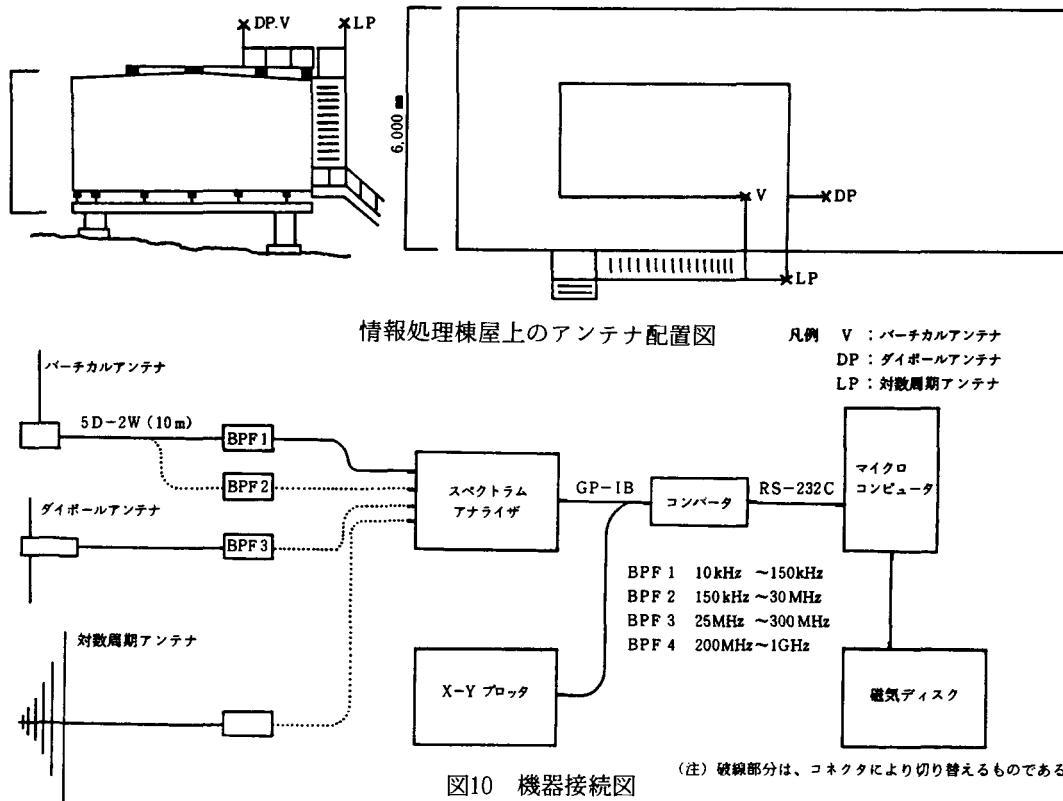 DP.V
LP
6,000 mm
V
DP
LP
情報処理棟屋上のアンテナ配置図
凡例 V : バーチカルアンテナ
DP : ダイポールアンテナ
LP : 対数周期アンテナ
バーチカルアンテナ
5D-2W (10m)
BPF1
BPF2
ダイポールアンテナ
BPF3
対数周期アンテナ
スペクトラム
アナライザ
GP-IB
コンバータ
RS-232C
マイクロ
コンピュータ
BPF 1 10kHz ~150kHz
BPF 2 150kHz~30MHz
BPF 3 25MHz ~300MHz
BPF 4 200MHz~1GHz
X-Y プロッタ
磁気ディスク
(注) 破線部分は、コネクタにより切り替えるものである
図10 機器接続図